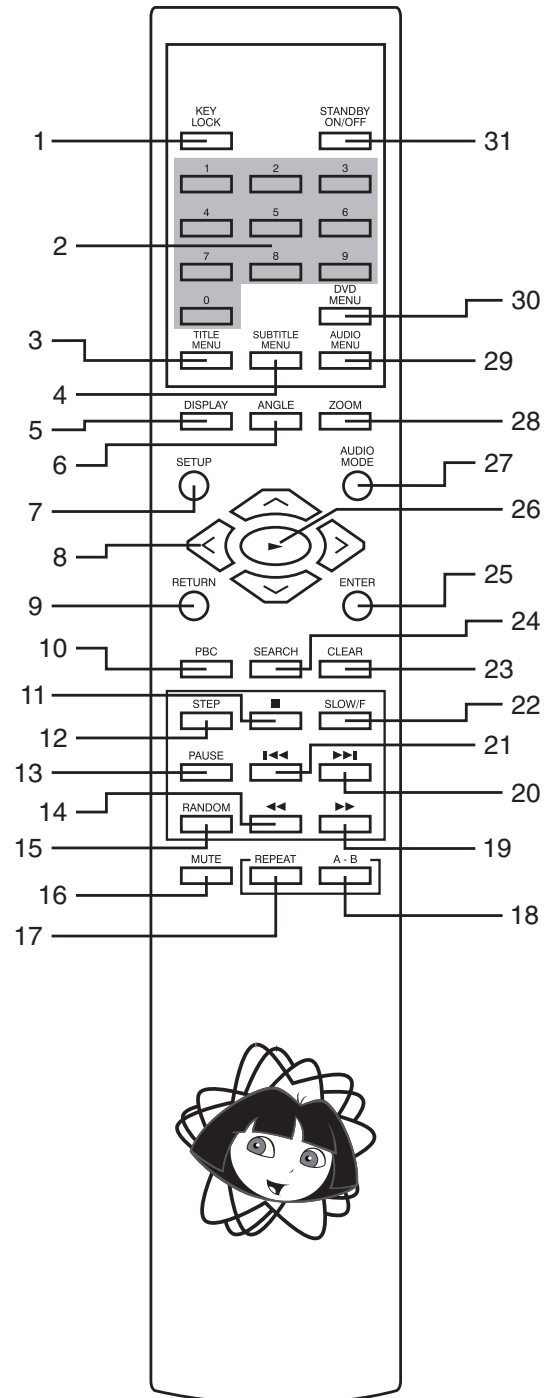 KEY LOCK
STANDBY ON/OFF
1
31
1 2 3
4 5 6
2
7 8 9
0
DVD MENU
30
3
TITLE MENU
SUBTITLE MENU
AUDIO MENU
29
4
DISPLAY ANGLE ZOOM
5
28
6
SETUP
AUDIO MODE
27
7
26
8
RETURN
ENTER
25
9
24
10
PBC SEARCH CLEAR
23
11
STEP ■ SLOW/F
22
12
21
PAUSE
13
20
14
RANDOM
15
19
MUTE REPEAT A - B
16
18
17